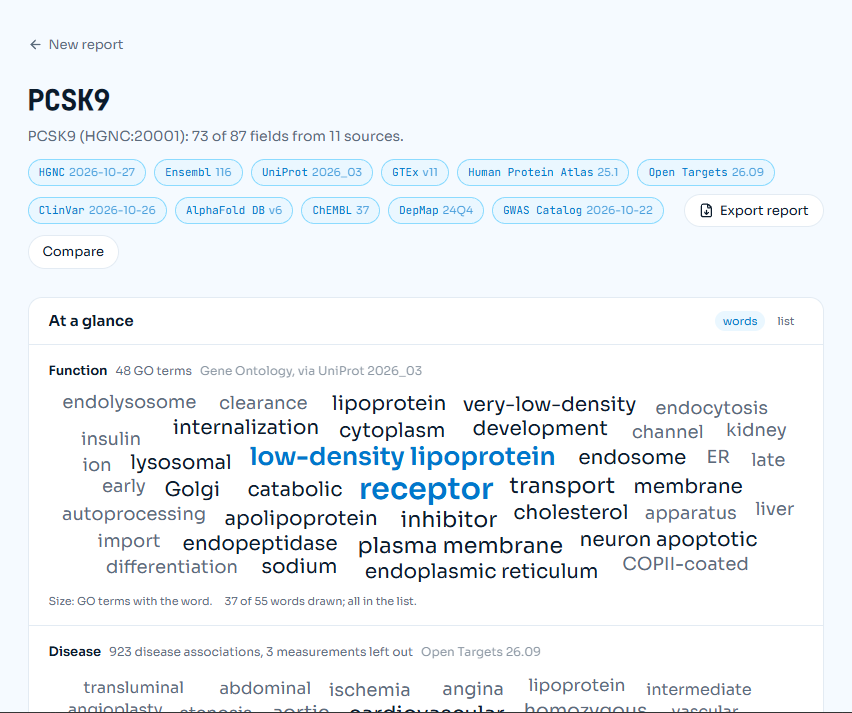 ← New report
PCSK9
PCSK9 (HGNC:20001): 73 of 87 fields from 11 sources.
HGNC 2026-10-27 Ensembl 116 UniProt 2026_03 GTEx v11 Human Protein Atlas 25.1 Open Targets 26.09
ClinVar 2026-10-26 AlphaFold DB v6 ChEMBL 37 DepMap 24Q4 GWAS Catalog 2026-10-22 Export report
Compare
At a glance words list
Function 48 GO terms Gene Ontology, via UniProt 2026_03
endolysosome clearance lipoprotein very-low-density endocytosis
insulin internalization cytoplasm development channel kidney
ion lysosomal low-density lipoprotein endosome ER late
early Golgi catabolic receptor transport membrane
autoprocessing apolipoprotein inhibitor cholesterol apparatus liver
import endopeptidase plasma membrane neuron apoptotic
differentiation sodium endoplasmic reticulum COPII-coated
Size: GO terms with the word. 37 of 55 words drawn; all in the list.
Disease 923 disease associations, 3 measurements left out Open Targets 26.09
transluminal abdominal ischemia angina lipoprotein intermediate
angioplasty stenosis aortic cardiovascular homozygous vascular